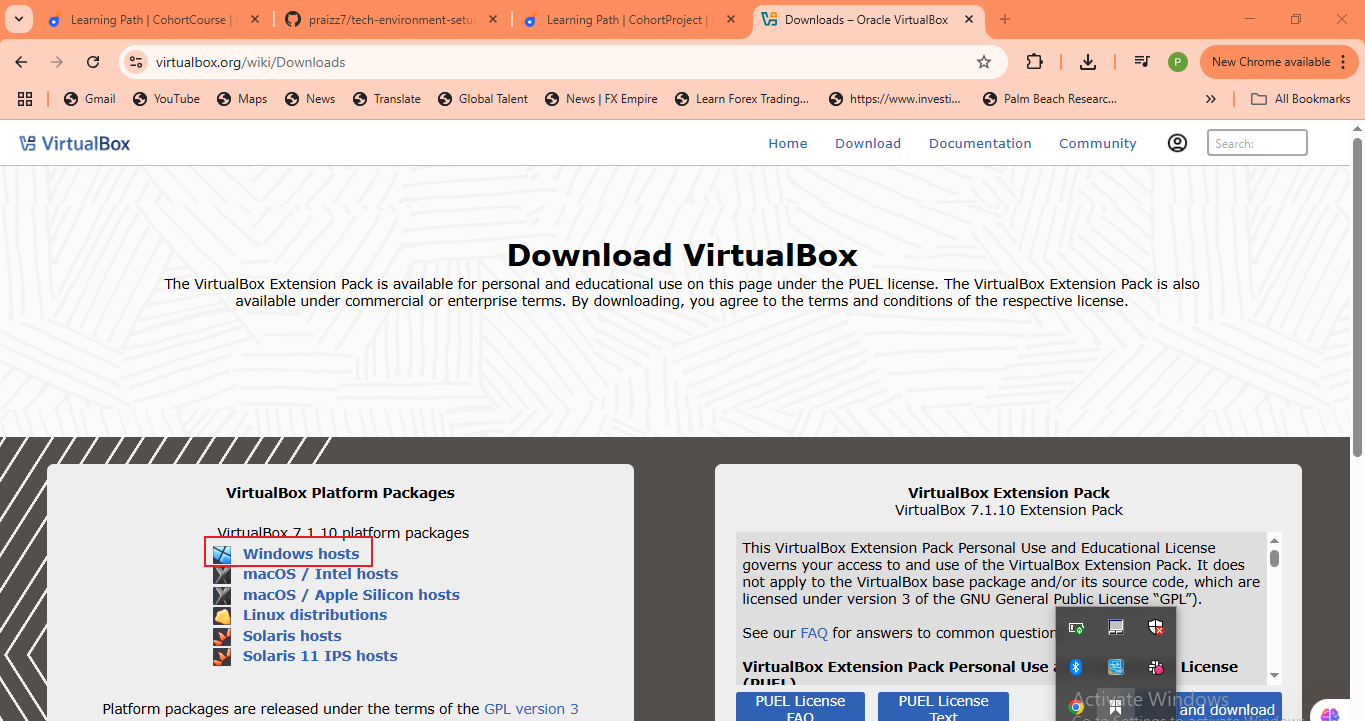 Learning Path | CohortCourse |
praizz7/tech-environment-setu
Learning Path | CohortProject |
Downloads – Oracle VirtualBox
virtualbox.org/wiki/Downloads
P
New Chrome available
Gmail
YouTube
Maps
News
Translate
Global Talent
News | FX Empire
Learn Forex Trading...
https://www.investi...
Palm Beach Researc...
All Bookmarks
VirtualBox
Home
Download
Documentation
Community
Search:
Download VirtualBox
The VirtualBox Extension Pack is available for personal and educational use on this page under the PUEL license. The VirtualBox Extension Pack is also
available under commercial or enterprise terms. By downloading, you agree to the terms and conditions of the respective license.
VirtualBox Platform Packages
VirtualBox 7.1.10 platform packages
Windows hosts
macOS / Intel hosts
macOS / Apple Silicon hosts
Linux distributions
Solaris hosts
Solaris 11 IPS hosts
Platform packages are released under the terms of the GPL version 3
VirtualBox Extension Pack
VirtualBox 7.1.10 Extension Pack
This VirtualBox Extension Pack Personal Use and Educational License
governs your access to and use of the VirtualBox Extension Pack. It does
not apply to the VirtualBox base package and/or its source code, which are
licensed under version 3 of the GNU General Public License “GPL”).
See our FAQ for answers to common question
VirtualBox Extension Pack Personal Use a License
(PUEL)
PUEL License
FAQ
PUEL License
Text
and download
Activate Windows
Go to Settings to activate Windows